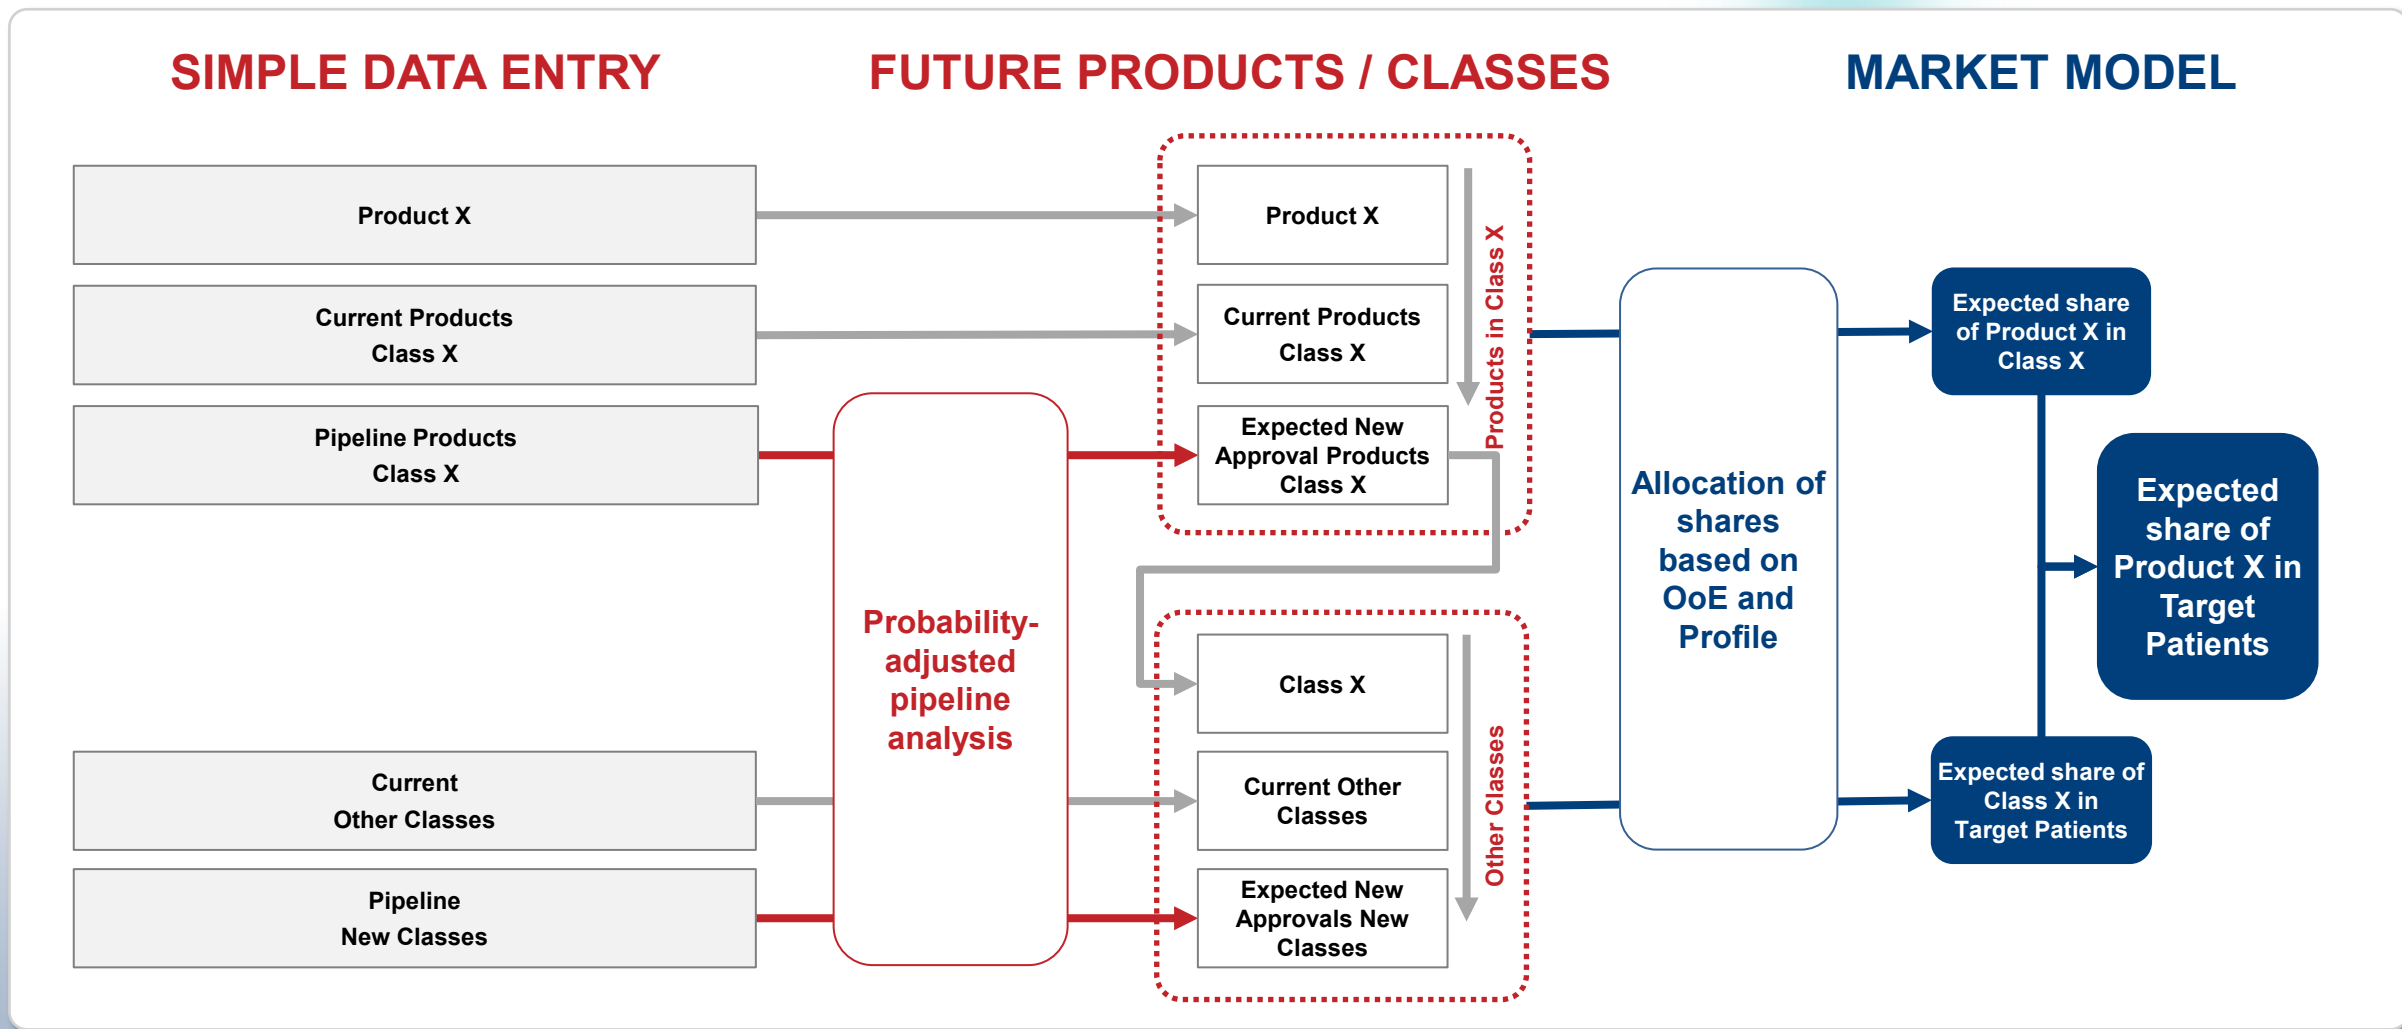 SIMPLE DATA ENTRY
FUTURE PRODUCTS / CLASSES
MARKET MODEL
Product X
Current Products
Class X
Pipeline Products
Class X
Current
Other Classes
Pipeline
New Classes
Probability-
adjusted
pipeline
analysis
Product X
Current Products
Class X
Expected New
Approval Products
Class X
Products in Class X
Class X
Current Other
Classes
Expected New
Approvals New
Classes
Other Classes
Allocation of
shares
based on
OoE and
Profile
Expected share
of Product X in
Class X
Expected
share of
Product X in
Target
Patients
Expected share of
Class X in
Target Patients